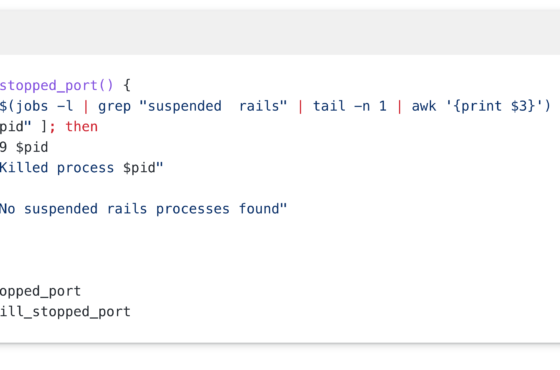 stopped_port() {
$(jobs -l | grep "suspended  rails" | tail -n 1 | awk '{print $3}')
pid" ]; then
9 $pid
Killed process $pid"
No suspended rails processes found"
opped_port
ill_stopped_port